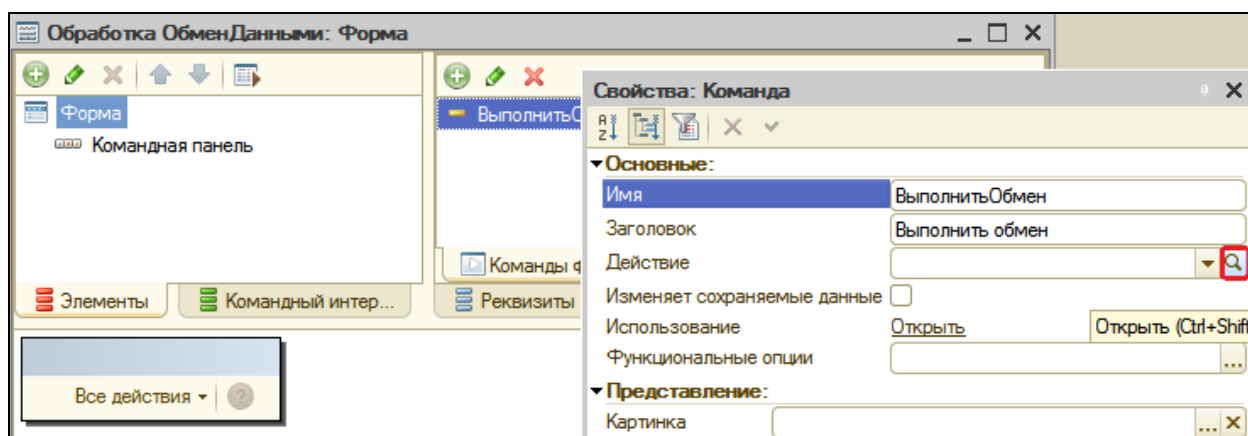 Обработка ОбменДанными: Форма
Форма
Командная панель
ВыполнитьО
Команды ф
Элементы
Командный интер...
Реквизиты
Все действия
?
Свойства: Команда
Основные:
Имя
ВыполнитьОбмен
Заголовок
Выполнить обмен
Действие
Изменяет сохраняемые данные
Использование
Открыть
Открыть (Ctrl+Shift
Функциональные опции
...
Представление:
Картинка
...